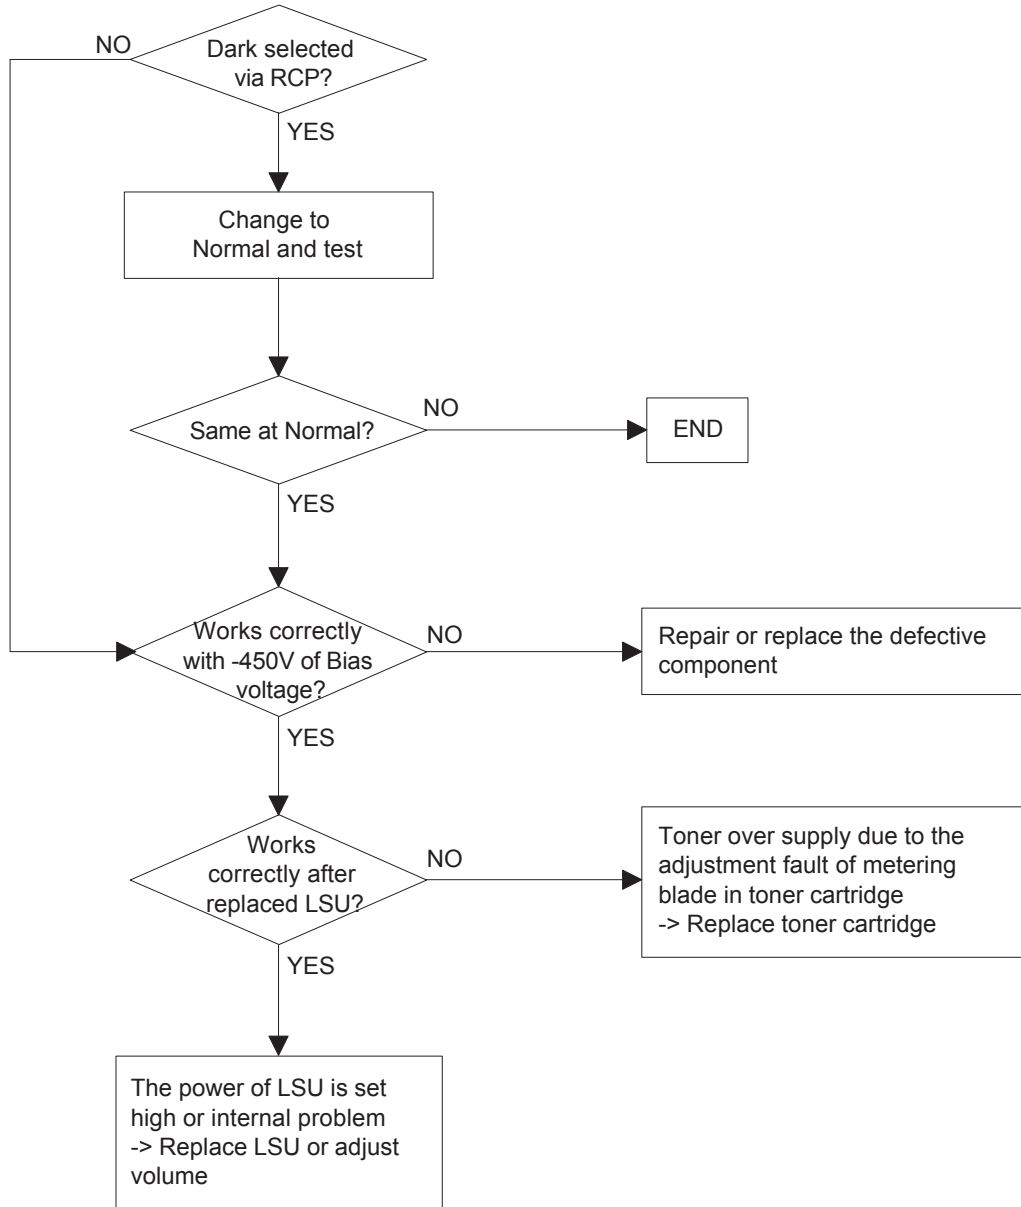 NO
Dark selected
via RCP?
YES
Change to
Normal and test
Same at Normal?
NO
END
YES
Works correctly
with -450V of Bias
voltage?
NO
Repair or replace the defective
component
YES
Works
correctly after
replaced LSU?
NO
Toner over supply due to the
adjustment fault of metering
blade in toner cartridge
-> Replace toner cartridge
YES
The power of LSU is set
high or internal problem
-> Replace LSU or adjust
volume